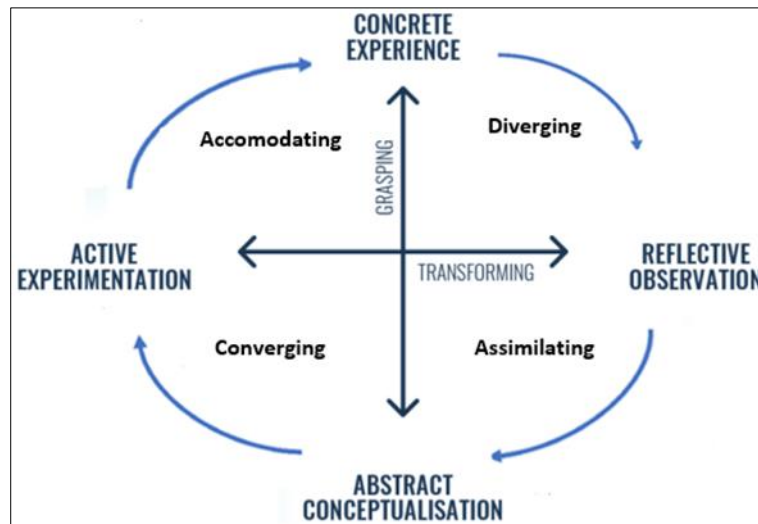 CONCRETE
EXPERIENCE
Accomodating
Diverging
GRASPING
ACTIVE
EXPERIMENTATION
TRANSFORMING
REFLECTIVE
OBSERVATION
Converging
Assimilating
ABSTRACT
CONCEPTUALISATION